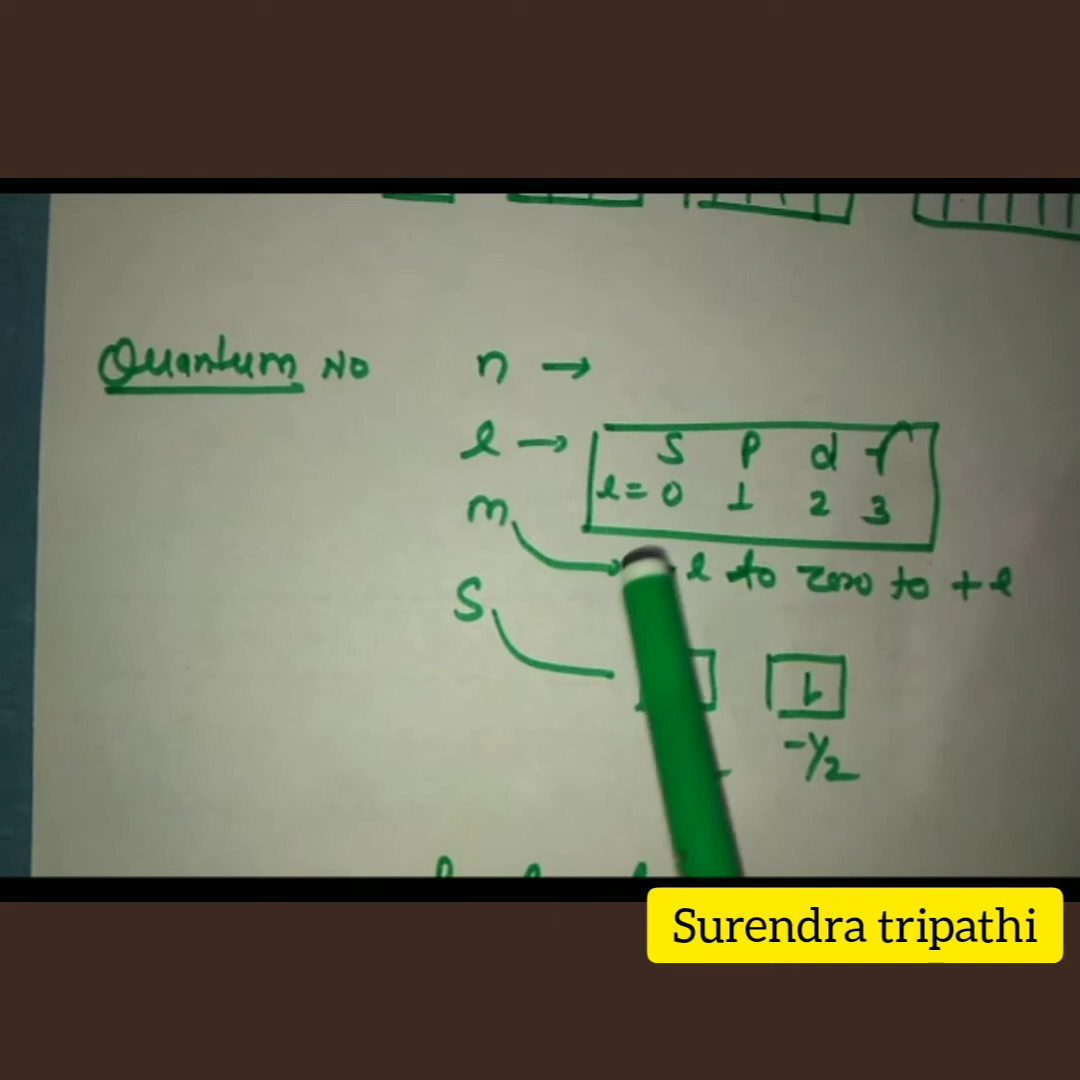 Quantum No n →
l → s p d f
l = 0 1 2 3
m
l to zero to + l
S
-1/2
Surendra tripathi